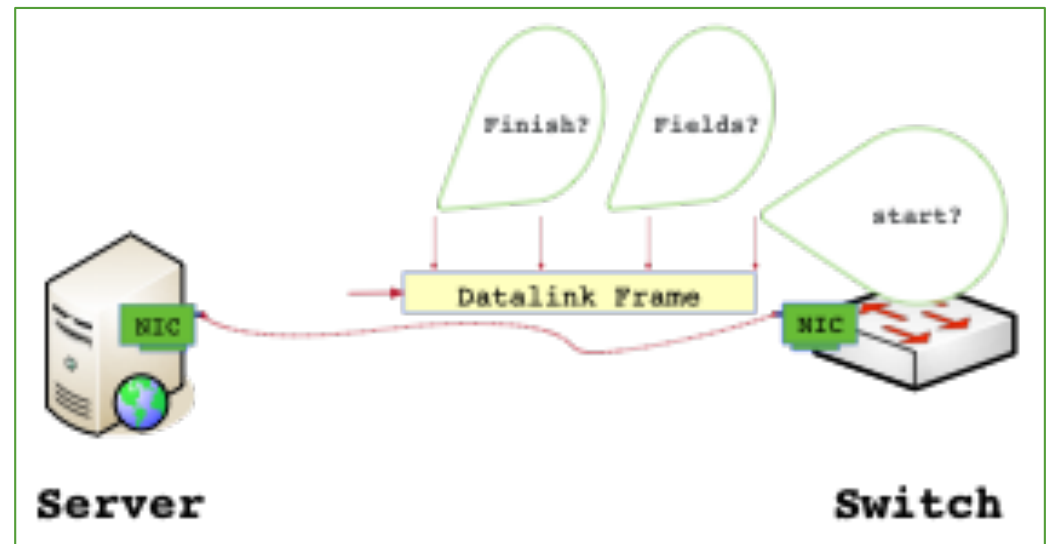 Finish?
Fields?
start?
Datalink Frame
NIC
NIC
Server
Switch